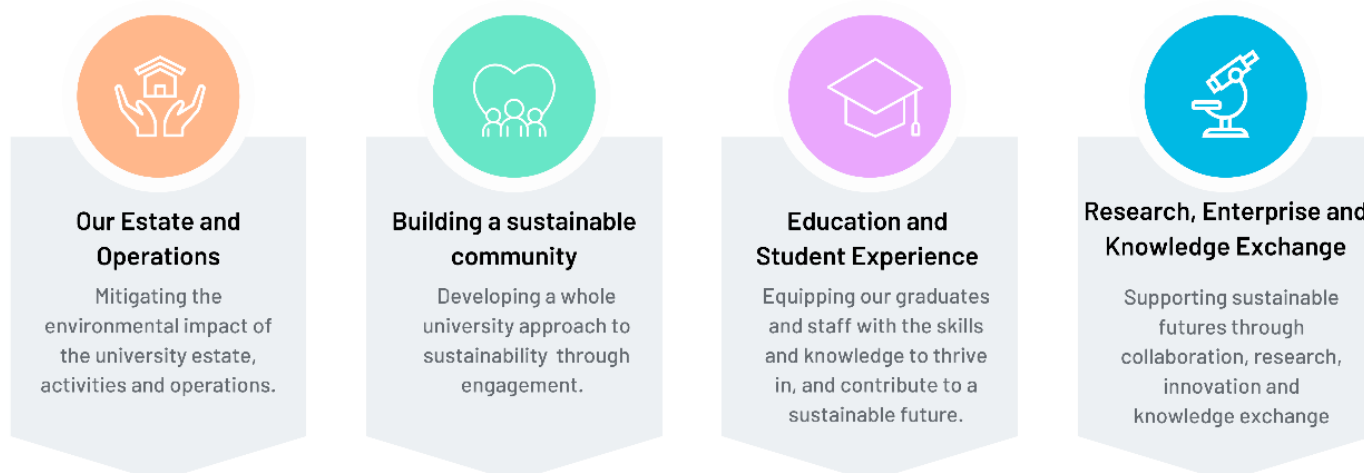 Our Estate and
Operations
Mitigating the
environmental impact of
the university estate,
activities and operations.
Building a sustainable
community
Developing a whole
university approach to
sustainability through
engagement.
Education and
Student Experience
Equipping our graduates
and staff with the skills
and knowledge to thrive
in, and contribute to a
sustainable future.
Research, Enterprise and
Knowledge Exchange
Supporting sustainable
futures through
collaboration, research,
innovation and
knowledge exchange